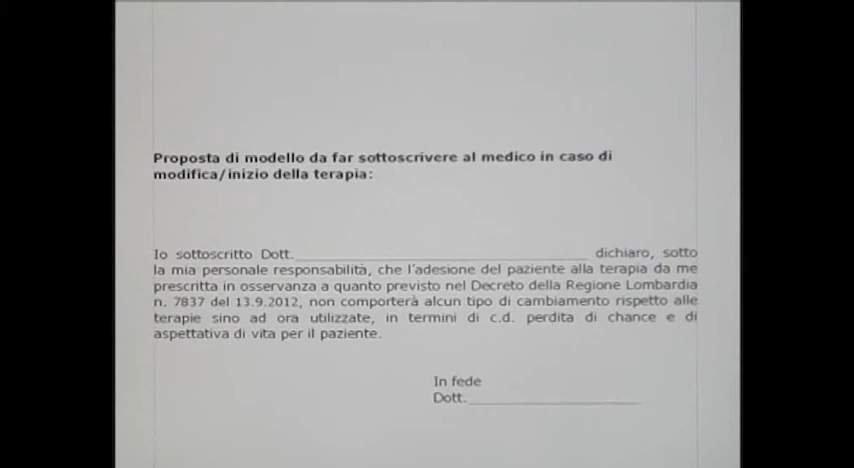 Proposta di modello da far sottoscrivere al medico in caso di
modifica/inizio della terapia:
Io sottoscritto Dott.______________________________________ dichiaro, sotto
la mia personale responsabilità, che l'adesione del paziente alla terapia da me
prescritta in osservanza a quanto previsto nel Decreto della Regione Lombardia
n. 7837 del 13.9.2012, non comporterà alcun tipo di cambiamento rispetto alle
terapie sino ad ora utilizzate, in termini di c.d. perdita di chance e di
aspettativa di vita per il paziente.
In fede
Dott.______________________